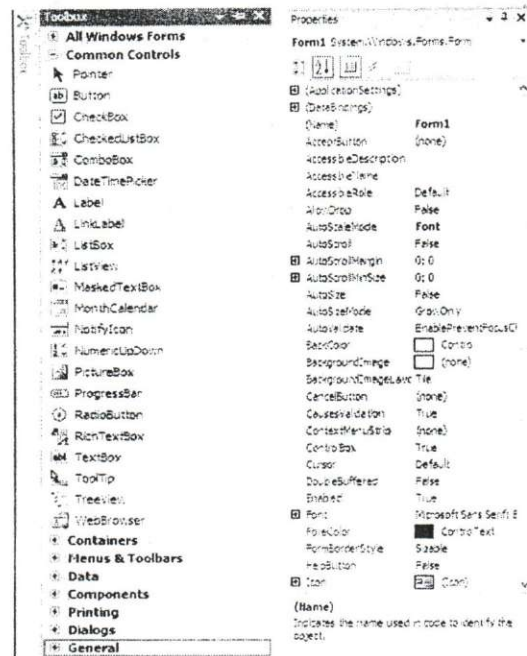 Toolbox
All Windows Forms
Common Controls
Pointer
Button
CheckBox
CheckedListBox
ComboBox
DateTimePicker
Label
LinkLabel
ListBox
ListView
MaskedTextBox
MonthCalendar
NotifyIcon
NumericUpDown
PictureBox
ProgressBar
RadioButton
RichTextBox
TextBox
ToolTip
TreeView
WebBrowser
Containers
Menus & Toolbars
Data
Components
Printing
Dialogs
General
Properties
Form1 System.Windows.Forms.Form
(ApplicationSettings)
(DataBindings)
(Name) Form1
AcceptButton (none)
AccessibleDescription
AccessibleName
AccessibleRole Default
AllowDrop False
AutoScaleMode Font
AutoScroll False
AutoScrollMargin 0; 0
AutoScrollMinSize 0; 0
AutoSize False
AutoSizeMode GrowOnly
AutoValidate EnablePreventFocusC
BackColor Control
BackgroundImage (none)
BackgroundImageLayo Tile
CancelButton (none)
CausesValidation True
ContextMenuStrip (none)
ControlBox True
Cursor Default
DoubleBuffered False
Enabled True
Font Microsoft Sans Serif;
ForeColor ControlText
FormBorderStyle Sizable
HelpButton False
Icon (Icon)
(Name)
Indicates the name used in code to identify the
object.